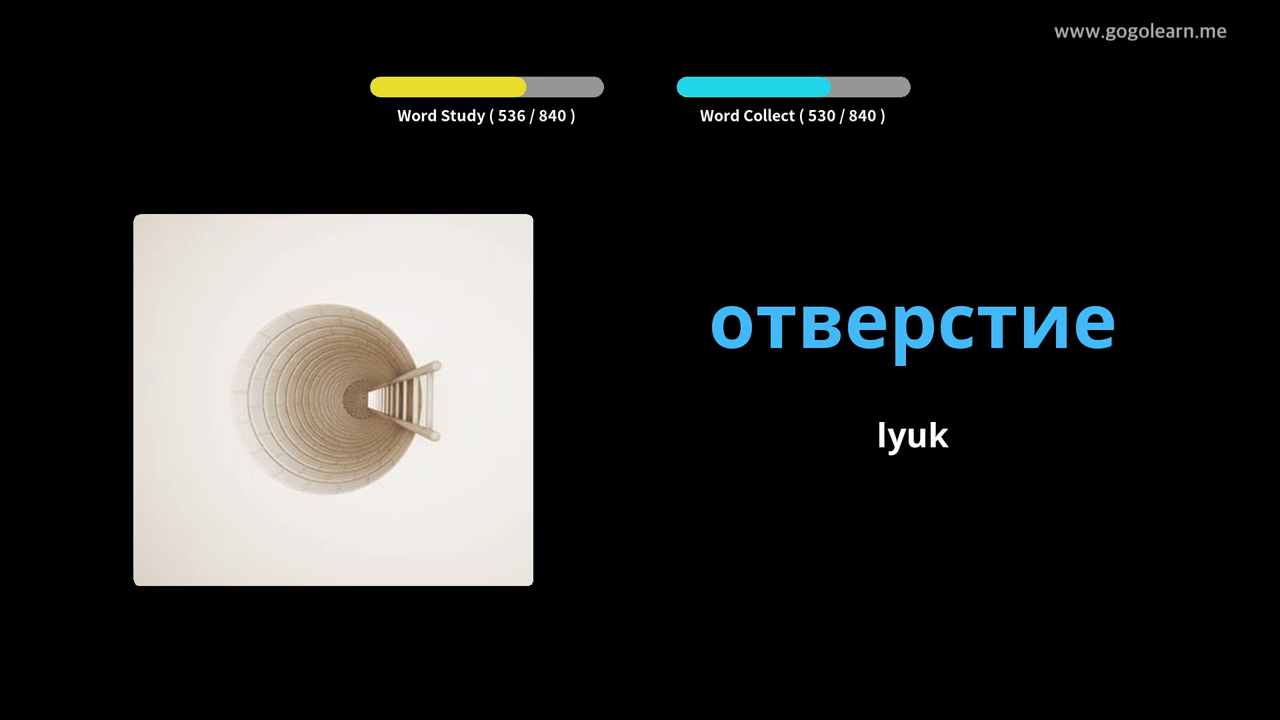 www.gogolearn.me
Word Study ( 536 / 840 )
Word Collect ( 530 / 840 )
отверстие
lyuk